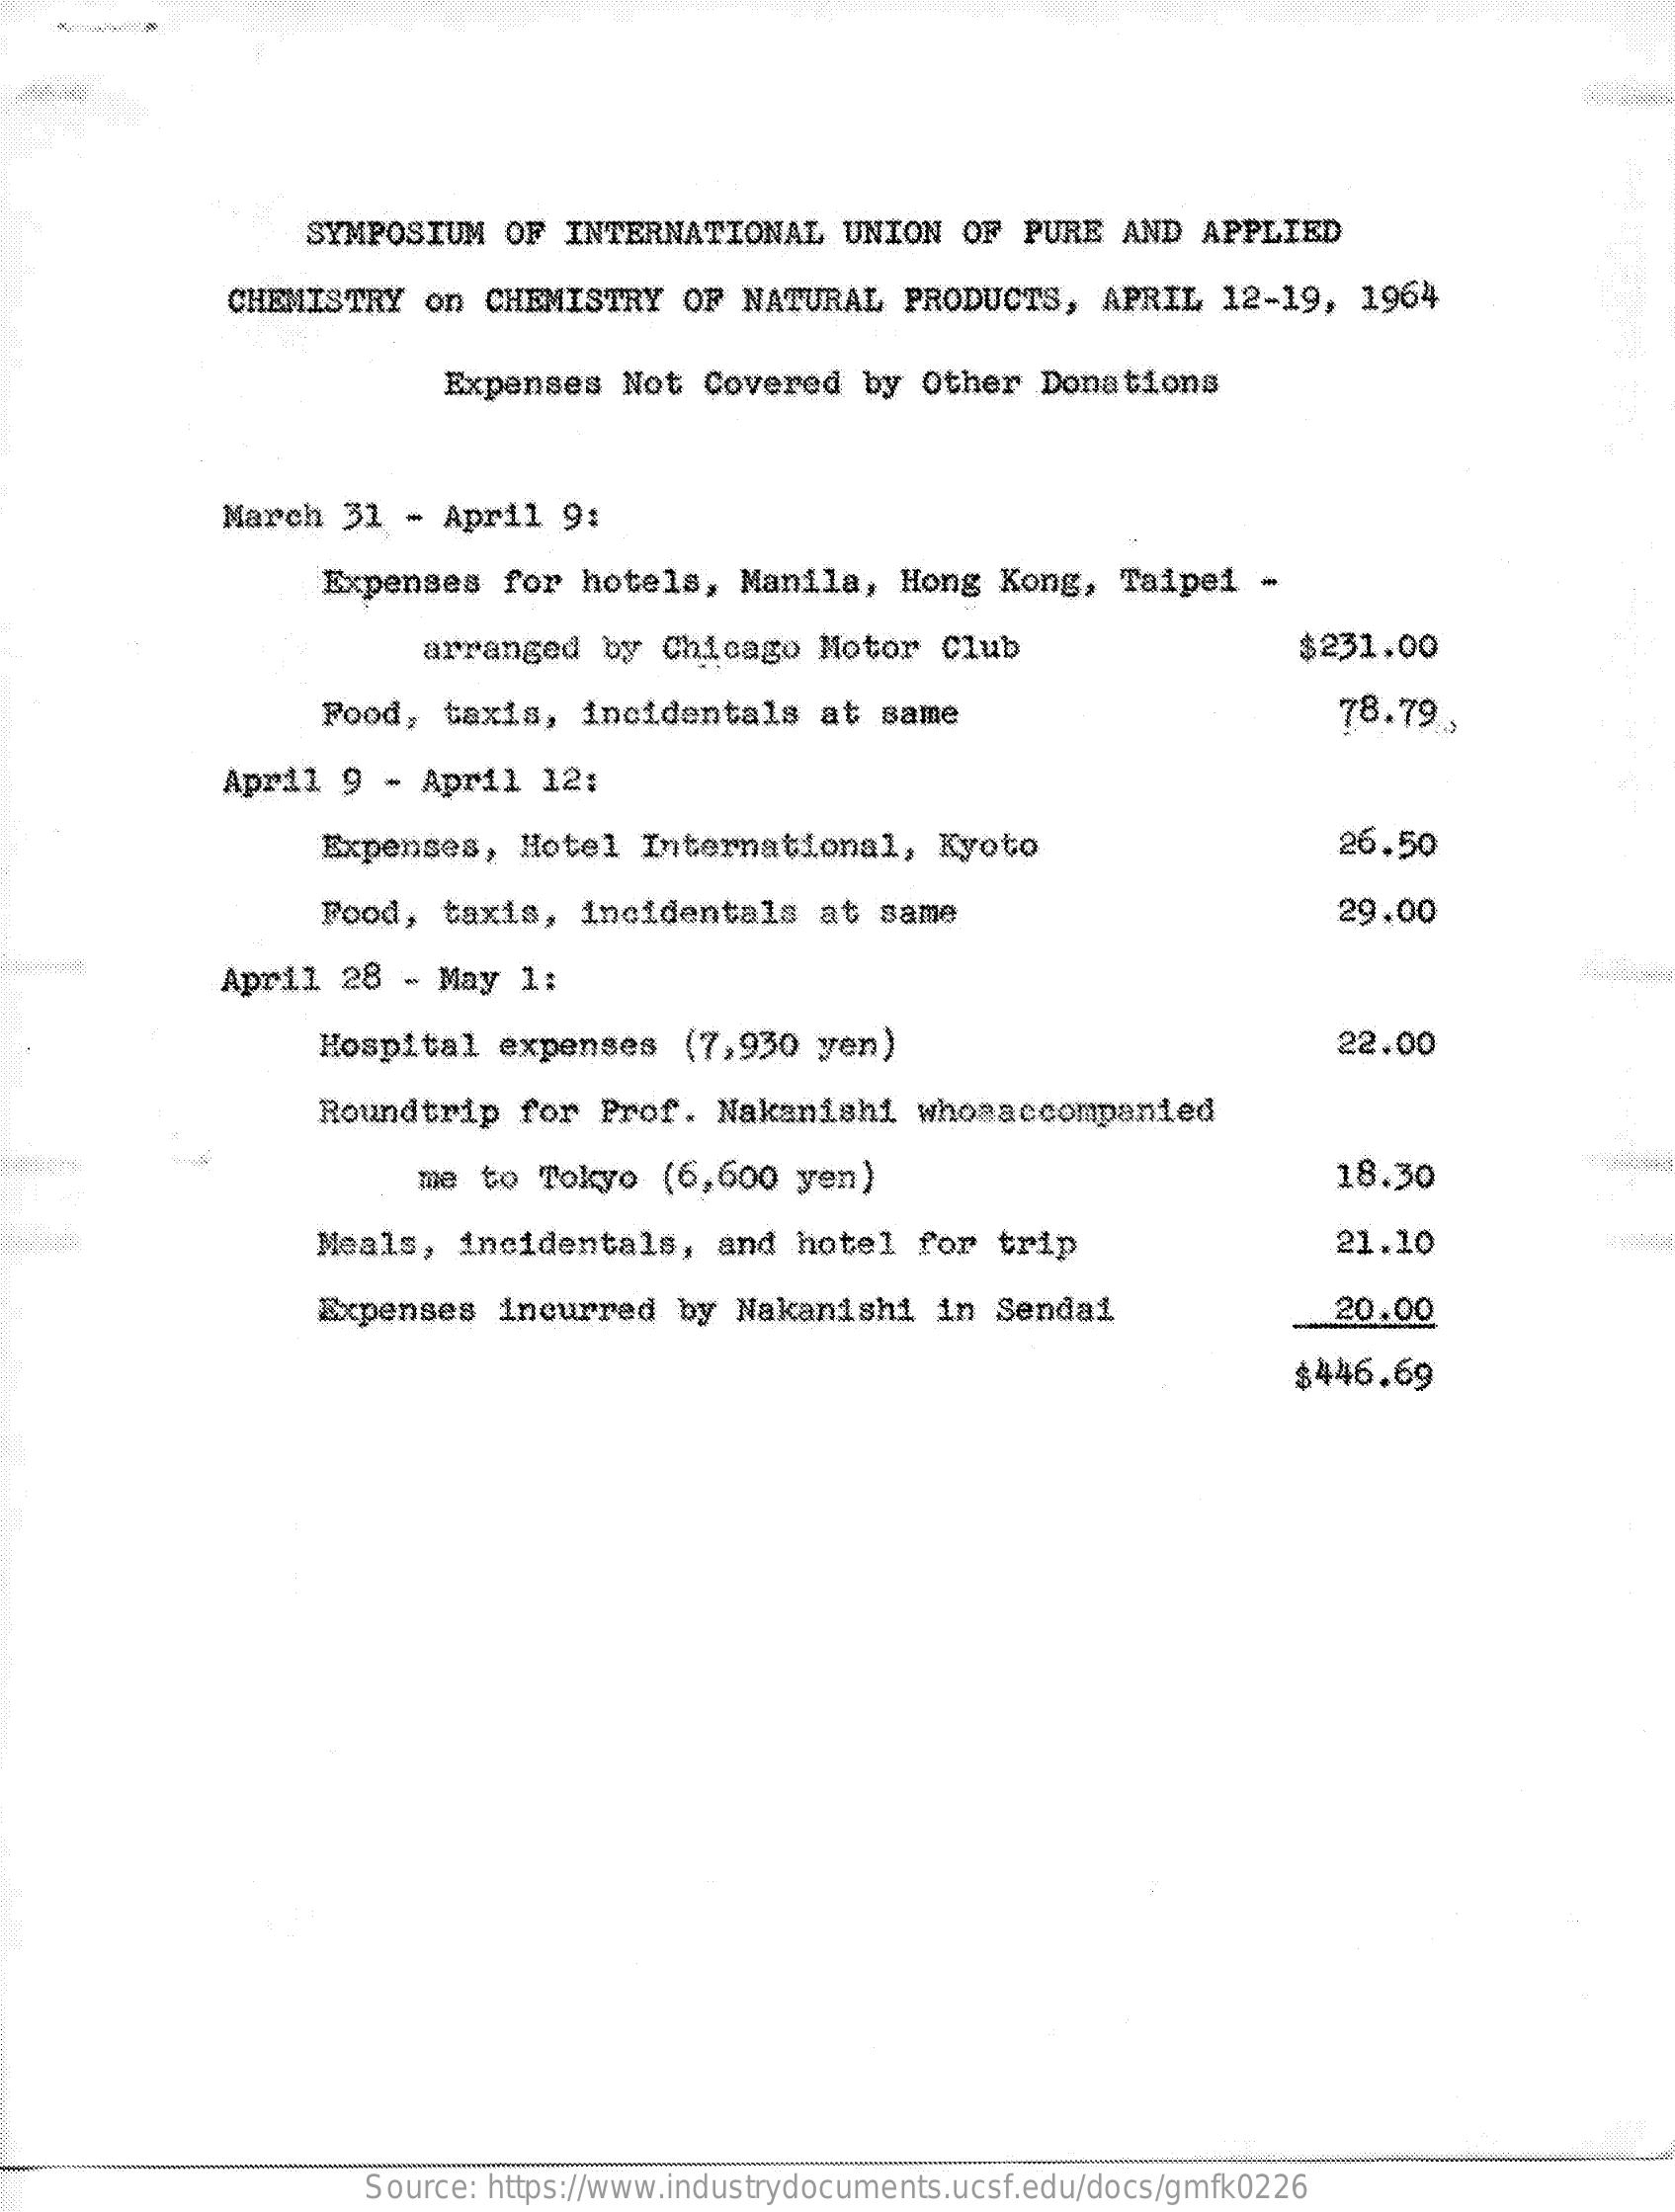 SYMPOSIUM OF INTERNATIONAL UNION OF PURE AND APPLIED
CHEMISTRY on CHEMISTRY OF NATURAL PRODUCTS, APRIL 12-19, 1964
Expenses Not Covered by Other Donations
March 31 - April 9:
Expenses for hotels, Manila, Hong Kong, Taipei -
arranged by Chicago Motor Club $231.00
Food, taxis, incidentals at same 78.79
April 9 - April 12:
Expenses, Hotel International, Kyoto 26.50
Food, taxis, incidentals at same 29.00
April 28 - May 1:
Hospital expenses (7,930 yen) 22.00
Roundtrip for Prof. Nakanishi whoaaccompanied
me to Tokyo (6,600 yen) 18.30
Meals, incidentals, and hotel for trip 21.10
Expenses incurred by Nakanishi in Sendai 20.00
$446.69
Source: https://www.industrydocuments.ucsf.edu/docs/gmfk0226